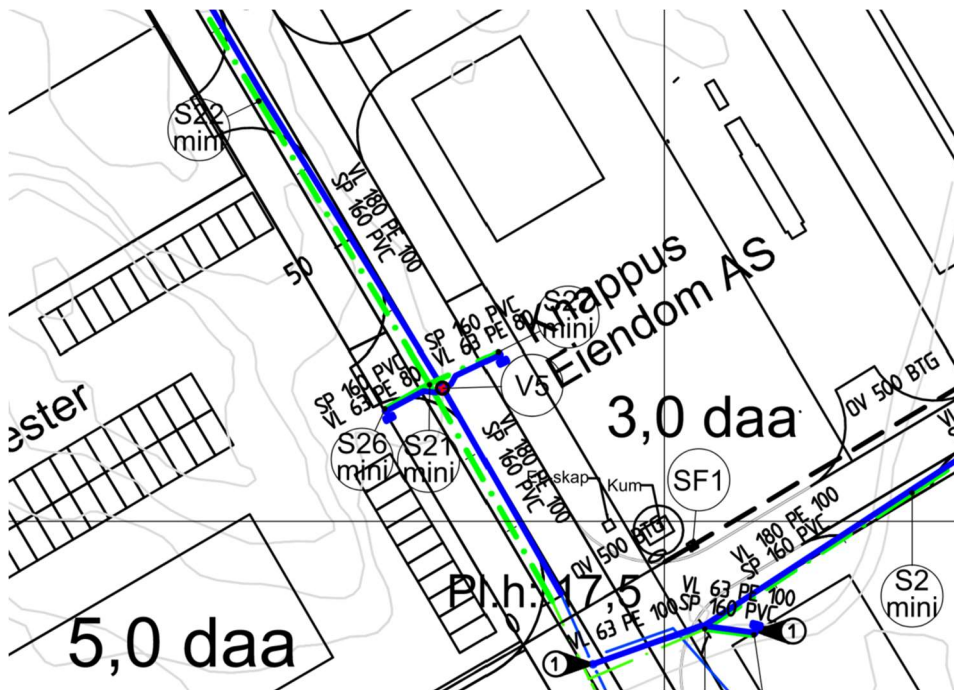 S22
mini
VL 180 PE 100
SP 160 PVC
50
SP 160 PVC
VL 63 PE 80
mini
Knappus
Eiendom AS
V5
SP 160 PVC
VL 63 PE 80
S26
mini
S21
mini
ester
3,0 daa
OV 500 BTG
VL 180 PE 100
SP 160 PVC
skap
Kum
SF1
OV 500 BTG
VL 180 PE 100
SP 160 PVC
S2
mini
Pl.h: 17,5
VL 63 PE 100
SP 160 PVC
VL 63 PE 100
0
1
1
5,0 daa